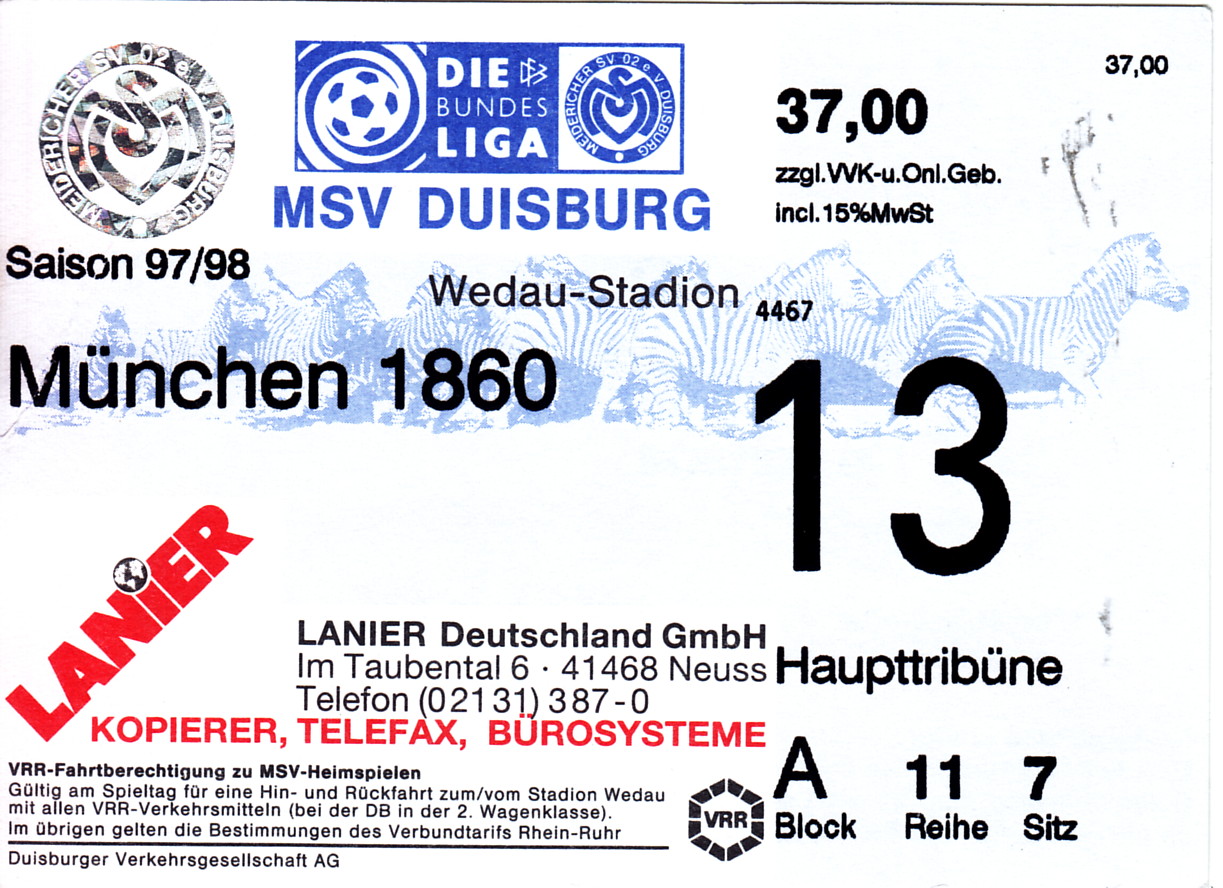 MEIDERICHER SV 02 e.V. DUISBURG
DIE DFB
BUNDES
LIGA
MEIDERICHER SV 02 e.V. DUISBURG
MSV DUISBURG
37,00
37,00
zzgl.VVK-u.Onl.Geb.
incl.15%MwSt
Saison 97/98
Wedau-Stadion
4467
München 1860
13
LANIER
LANIER Deutschland GmbH
Im Taubental 6 · 41468 Neuss
Telefon (02131) 387-0
KOPIERER, TELEFAX, BÜROSYSTEME
Haupttribüne
A 11 7
Block Reihe Sitz
VRR-Fahrtberechtigung zu MSV-Heimspielen
Gültig am Spieltag für eine Hin- und Rückfahrt zum/vom Stadion Wedau
mit allen VRR-Verkehrsmitteln (bei der DB in der 2. Wagenklasse).
Im übrigen gelten die Bestimmungen des Verbundtarifs Rhein-Ruhr
VRR
Duisburger Verkehrsgesellschaft AG